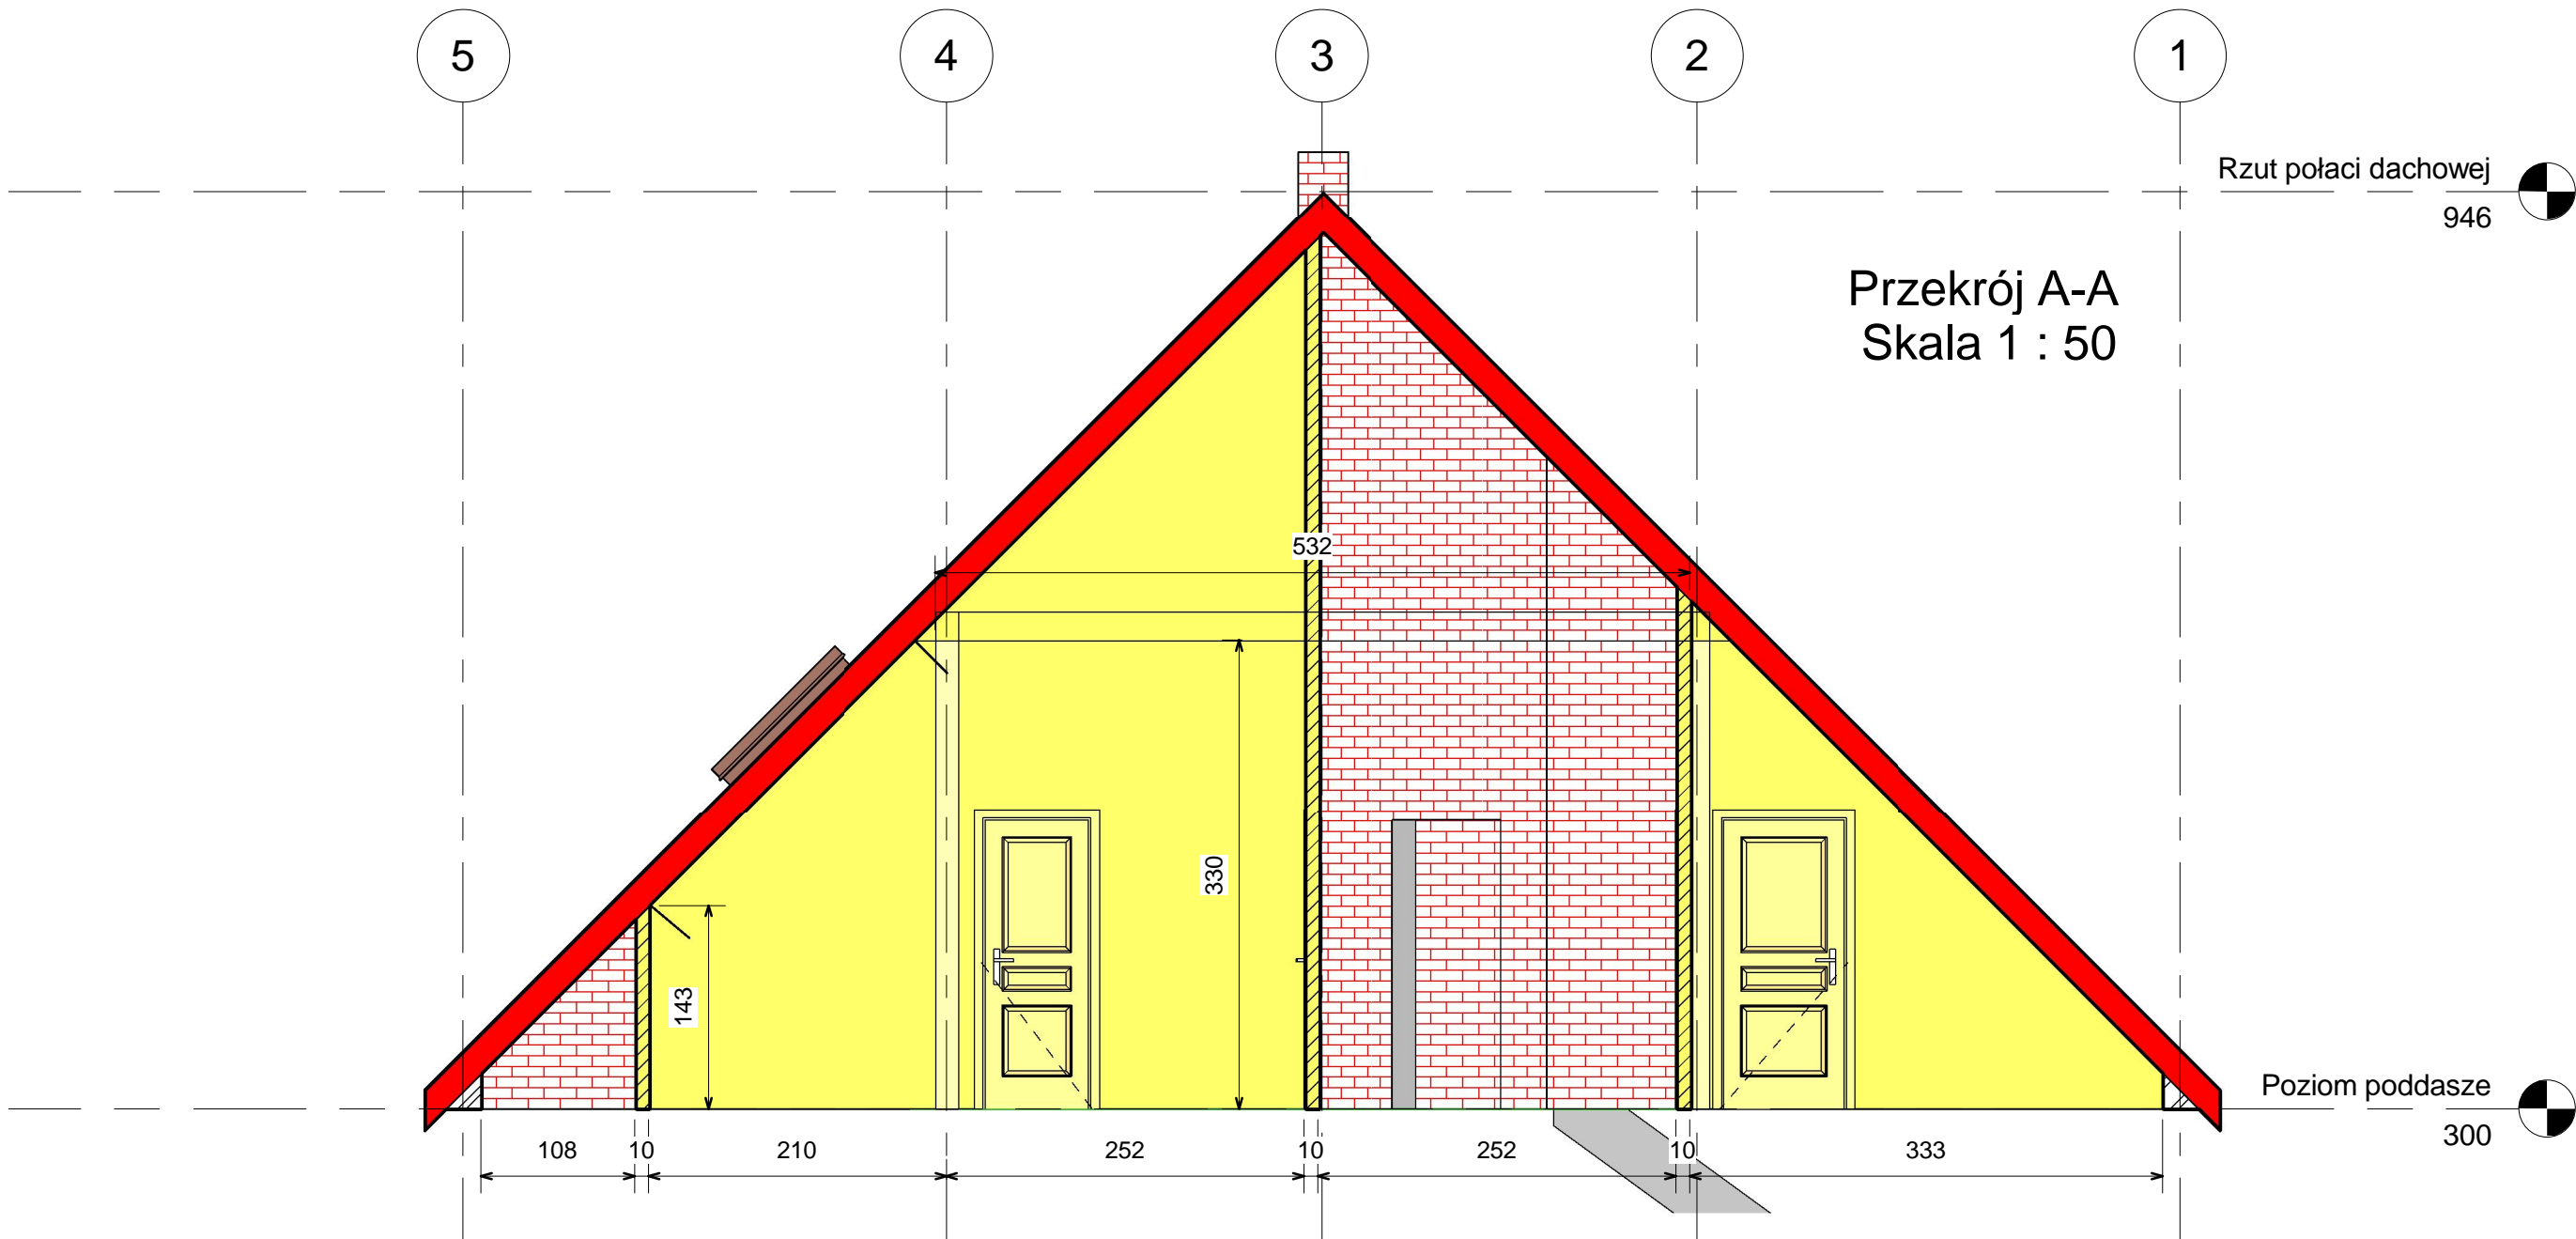 5 4 3 2 1
Rzut połaci dachowej
946
Przekrój A-A
Skala 1 : 50
532
330
143
Poziom poddasze
300
108 10 210 252 10 252 10 333